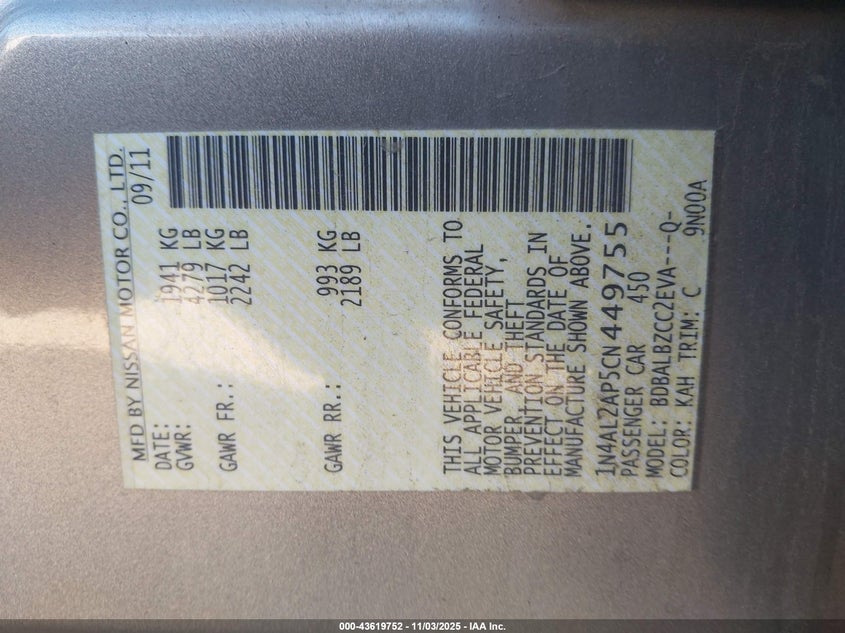 MFD BY NISSAN MOTOR CO., LTD.
DATE: 09/11
GVWR: 1941 KG
4279 LB
GAWR FR.: 1017 KG
2242 LB
GAWR RR.: 993 KG
2189 LB
THIS VEHICLE CONFORMS TO
ALL APPLICABLE FEDERAL
MOTOR VEHICLE SAFETY,
BUMPER AND THEFT
PREVENTION STANDARDS IN
EFFECT ON THE DATE OF
MANUFACTURE SHOWN ABOVE.
1N4AL2AP5CN449755
PASSENGER CAR 450
MODEL: BDBALBZCC2EVA---Q-
COLOR: KAH TRIM: C 9N00A
000-43619752 - 11/03/2025 - IAA Inc.